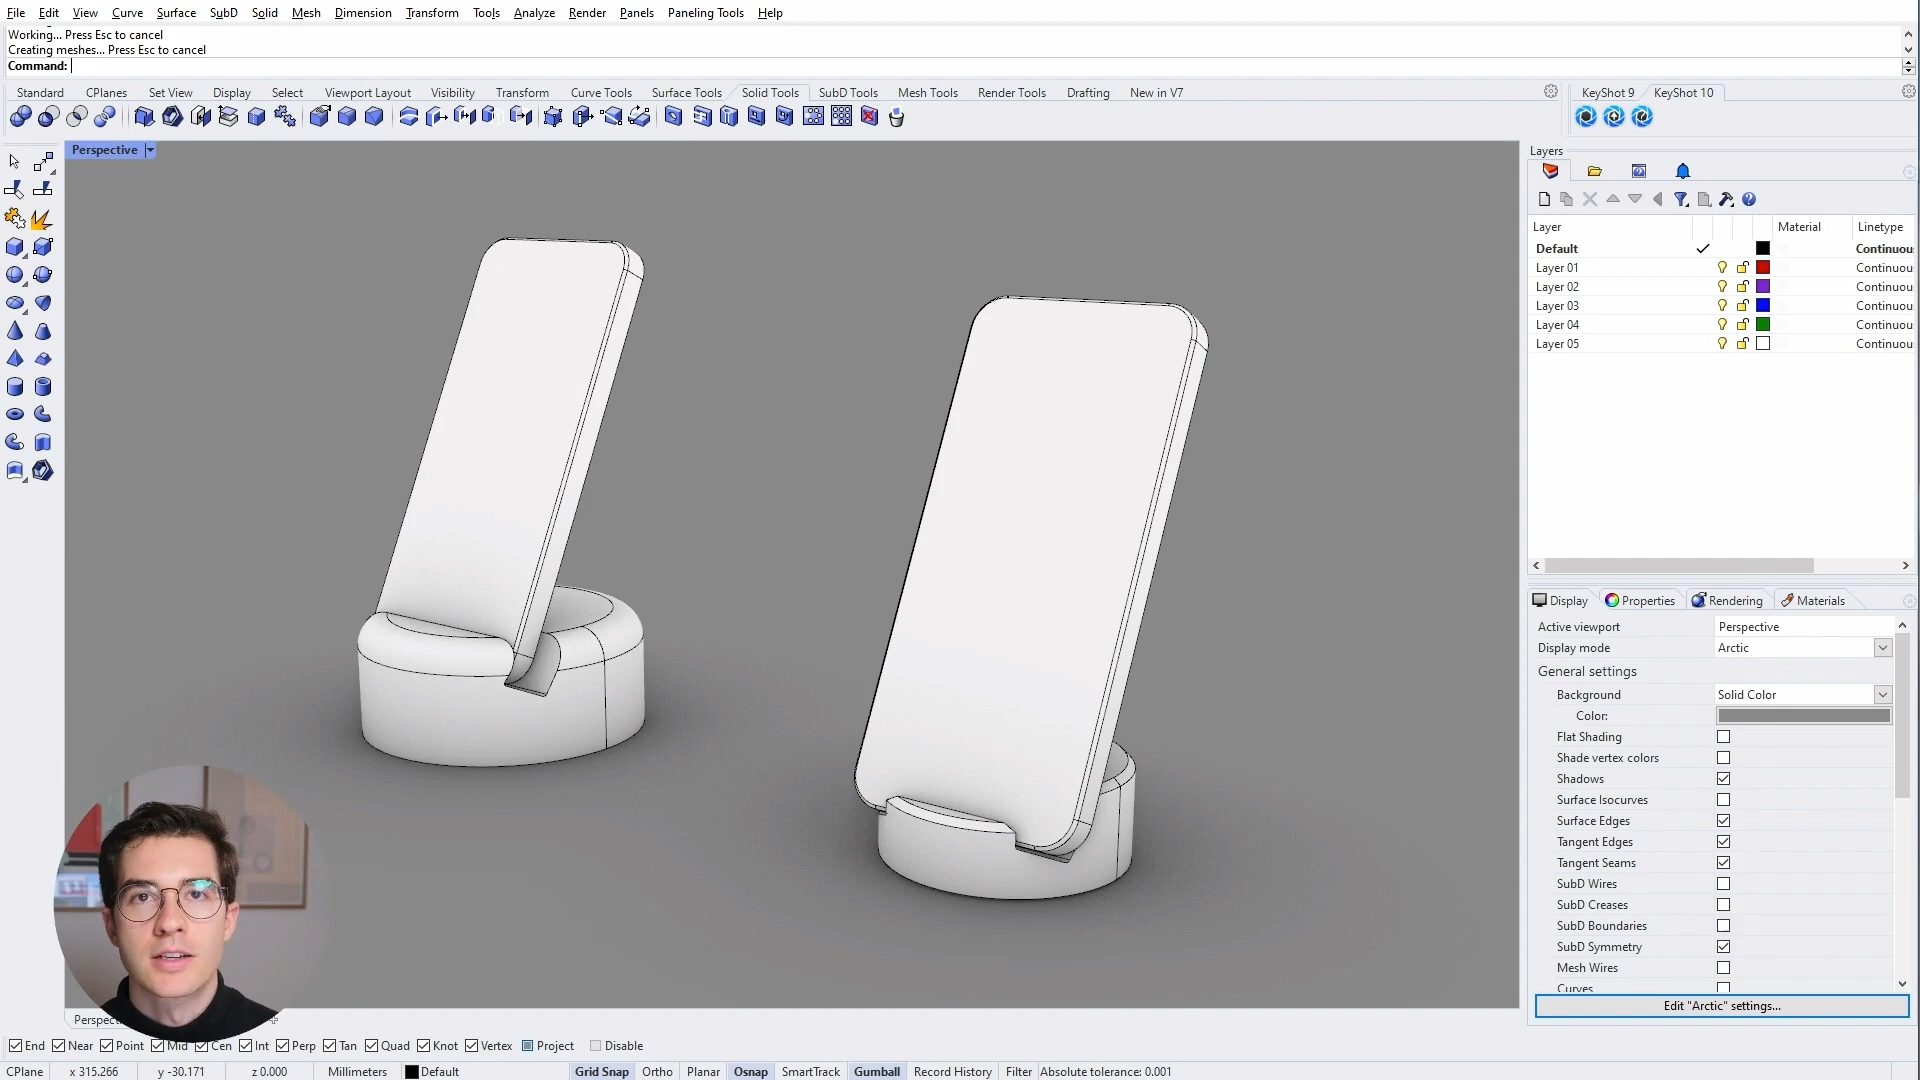 File Edit View Curve Surface SubD Solid Mesh Dimension Transform Tools Analyze Render Panels Paneling Tools Help
Working... Press Esc to cancel
Creating meshes... Press Esc to cancel
Command:
Standard CPlanes Set View Display Select Viewport Layout Visibility Transform Curve Tools Surface Tools Solid Tools SubD Tools Mesh Tools Render Tools Drafting New in V7 KeyShot 9 KeyShot 10
Perspective
Layers
Layer Material Linetype
Default Continuou
Layer 01 Continuou
Layer 02 Continuou
Layer 03 Continuou
Layer 04 Continuou
Layer 05 Continuou
Display Properties Rendering Materials
Active viewport Perspective
Display mode Arctic
General settings
Background Solid Color
Color:
Flat Shading
Shade vertex colors
Shadows
Surface Isocurves
Surface Edges
Tangent Edges
Tangent Seams
SubD Wires
SubD Creases
SubD Boundaries
SubD Symmetry
Mesh Wires
Curves
Edit "Arctic" settings...
Perspec
End Near Point Mid Cen Int Perp Tan Quad Knot Vertex Project Disable
CPlane x 315.266 y -30.171 z 0.000 Millimeters Default Grid Snap Ortho Planar Osnap SmartTrack Gumball Record History Filter Absolute tolerance: 0.001